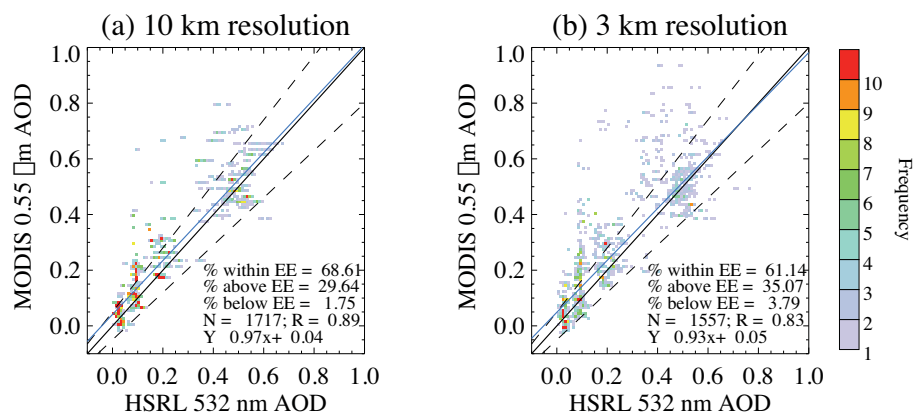 (a) 10 km resolution
MODIS 0.55 □m AOD
1.0
0.8
0.6
0.4
0.2
0.0
% within EE = 68.61
% above EE = 29.64
% below EE = 1.75
N = 1717; R = 0.89
Y 0.97x+ 0.04
0.0 0.2 0.4 0.6 0.8 1.0
HSRL 532 nm AOD
(b) 3 km resolution
MODIS 0.55 □m AOD
1.0
0.8
0.6
0.4
0.2
0.0
% within EE = 61.14
% above EE = 35.07
% below EE = 3.79
N = 1557; R = 0.83
Y 0.93x+ 0.05
0.0 0.2 0.4 0.6 0.8 1.0
HSRL 532 nm AOD
10
9
8
7
6
5
4
3
2
1
Frequency